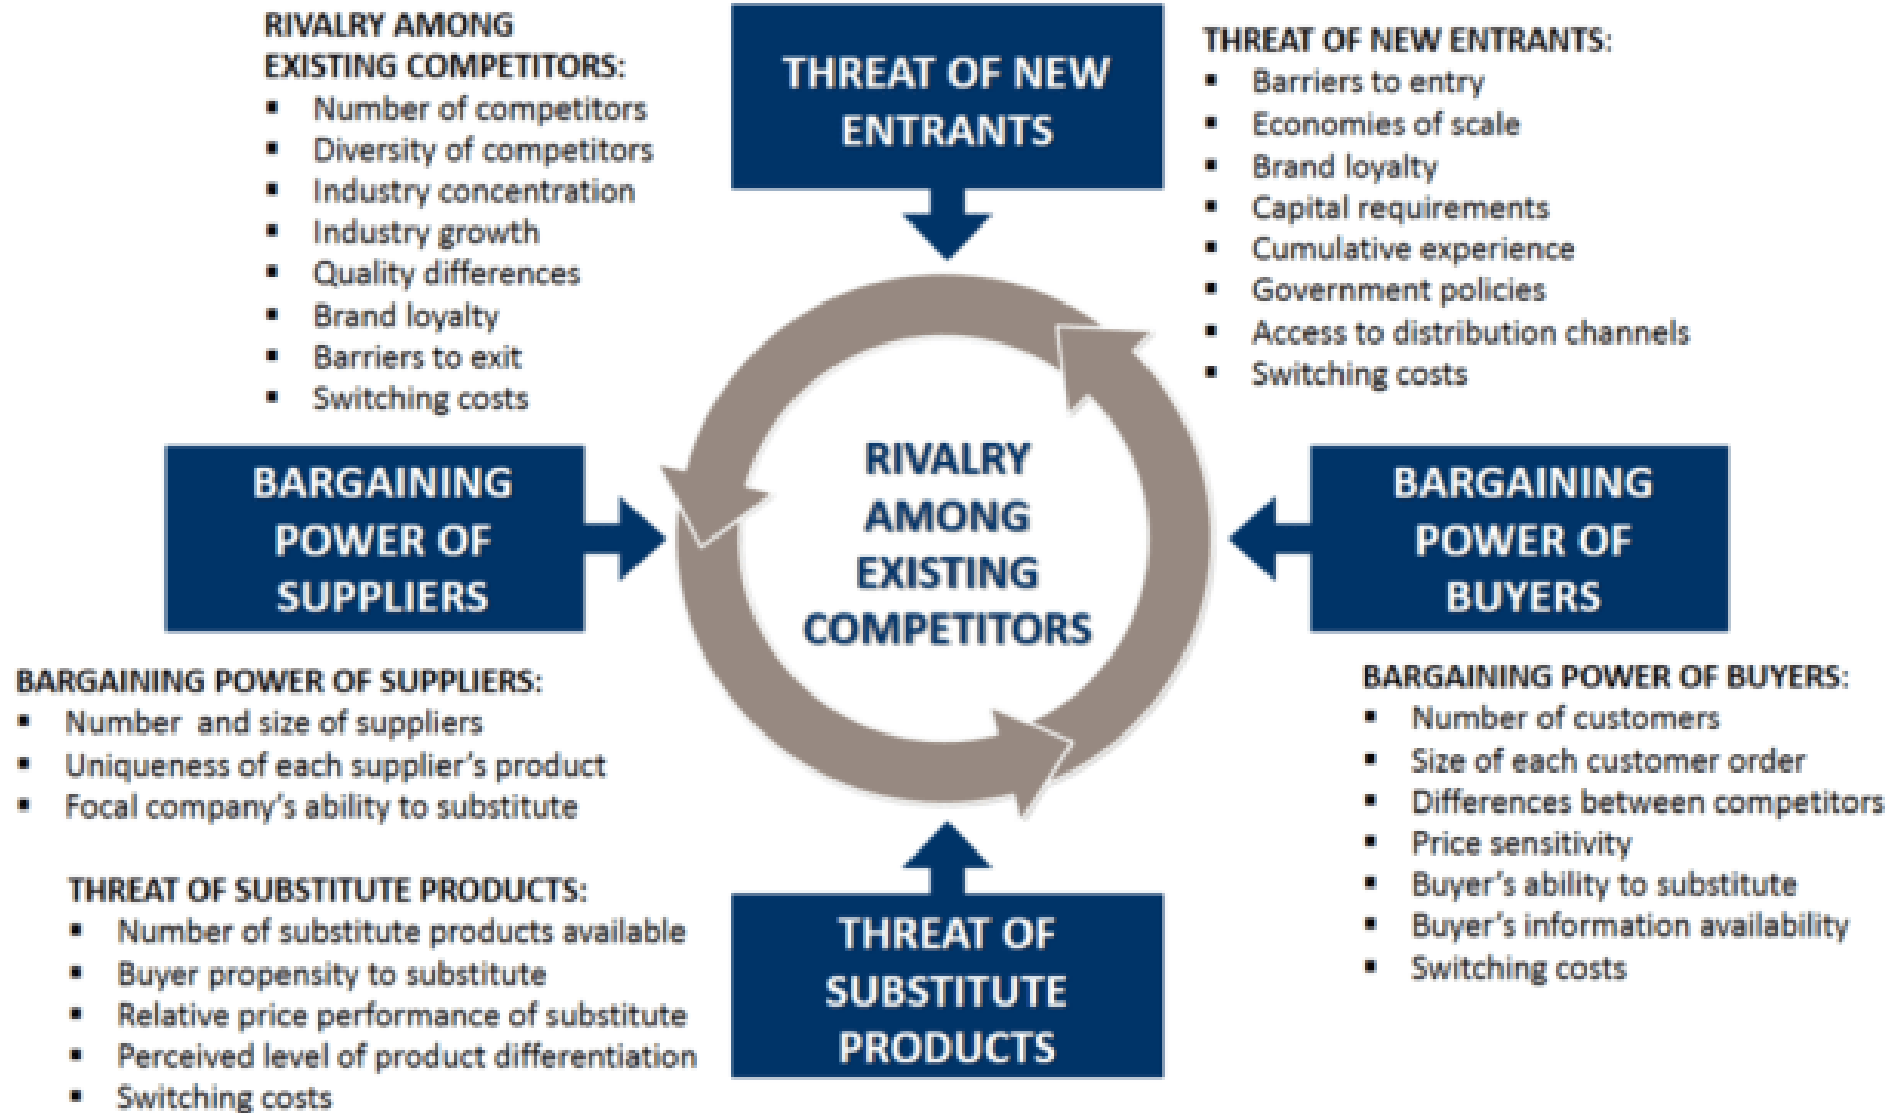 RIVALRY AMONG
EXISTING COMPETITORS:
▪ Number of competitors
▪ Diversity of competitors
▪ Industry concentration
▪ Industry growth
▪ Quality differences
▪ Brand loyalty
▪ Barriers to exit
▪ Switching costs
THREAT OF NEW
ENTRANTS
THREAT OF NEW ENTRANTS:
▪ Barriers to entry
▪ Economies of scale
▪ Brand loyalty
▪ Capital requirements
▪ Cumulative experience
▪ Government policies
▪ Access to distribution channels
▪ Switching costs
BARGAINING
POWER OF
SUPPLIERS
RIVALRY
AMONG
EXISTING
COMPETITORS
BARGAINING
POWER OF
BUYERS
BARGAINING POWER OF SUPPLIERS:
▪ Number and size of suppliers
▪ Uniqueness of each supplier's product
▪ Focal company's ability to substitute
THREAT OF SUBSTITUTE PRODUCTS:
▪ Number of substitute products available
▪ Buyer propensity to substitute
▪ Relative price performance of substitute
▪ Perceived level of product differentiation
▪ Switching costs
THREAT OF
SUBSTITUTE
PRODUCTS
BARGAINING POWER OF BUYERS:
▪ Number of customers
▪ Size of each customer order
▪ Differences between competitors
▪ Price sensitivity
▪ Buyer's ability to substitute
▪ Buyer's information availability
▪ Switching costs